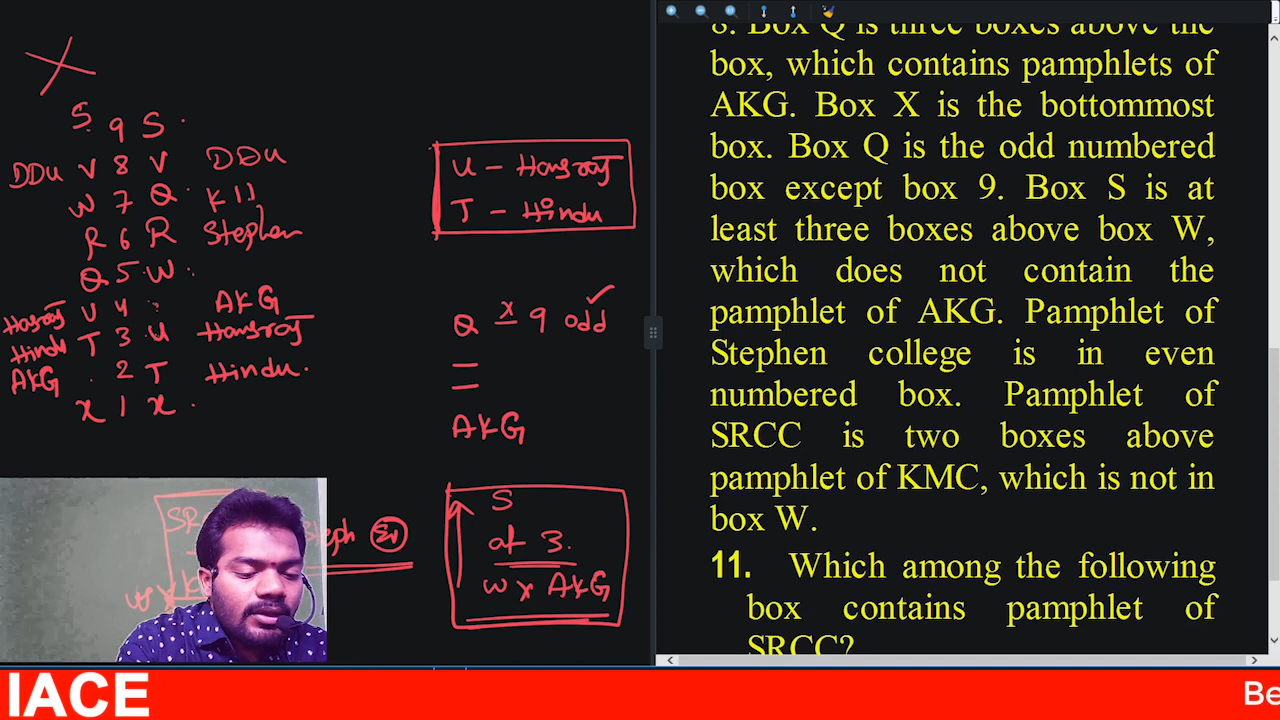 S 9 S
DDU V 8 V DDU
W 7 Q
R 6 R Stephen
Q 5 W
U 4 AKG
T 3 U
Hindu
AKG 2 T Hindu
x 1 x
U -
T - Hindu
Q x 9 odd
AKG
S
at 3.
W x AKG
8. Box Q is three boxes above the
box, which contains pamphlets of
AKG. Box X is the bottommost
box. Box Q is the odd numbered
box except box 9. Box S is at
least three boxes above box W,
which does not contain the
pamphlet of AKG. Pamphlet of
Stephen college is in even
numbered box. Pamphlet of
SRCC is two boxes above
pamphlet of KMC, which is not in
box W.
11. Which among the following
box contains pamphlet of
SRCC?
IACE
Be